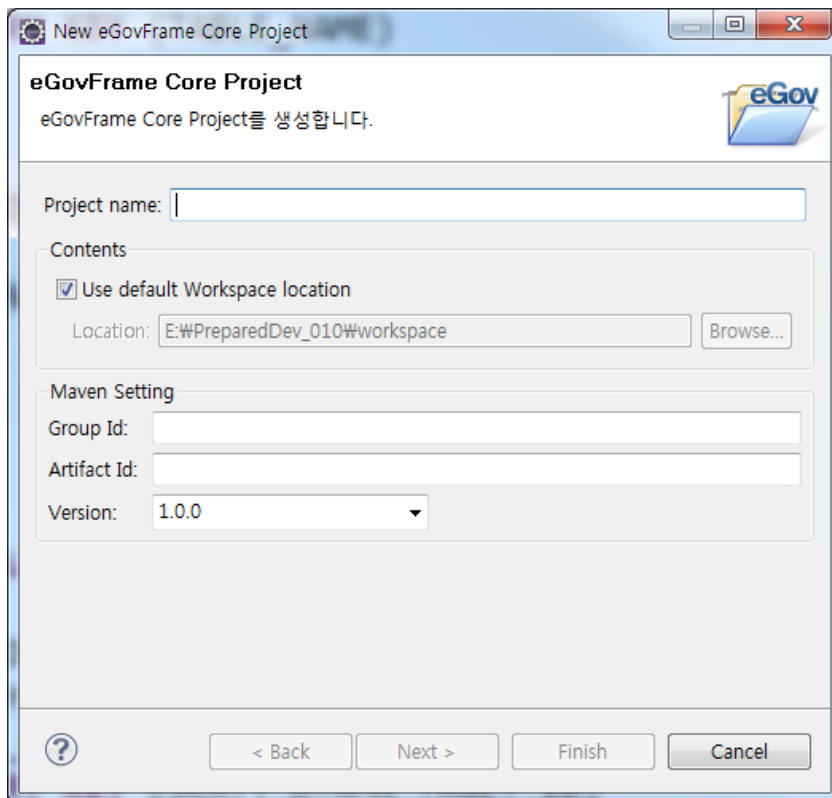 New eGovFrame Core Project
eGovFrame Core Project
eGovFrame Core Project를 생성합니다.
eGov
Project name:
Contents
Use default Workspace location
Location: E:₩PreparedDev_010₩workspace Browse...
Maven Setting
Group Id:
Artifact Id:
Version: 1.0.0
? < Back Next > Finish Cancel